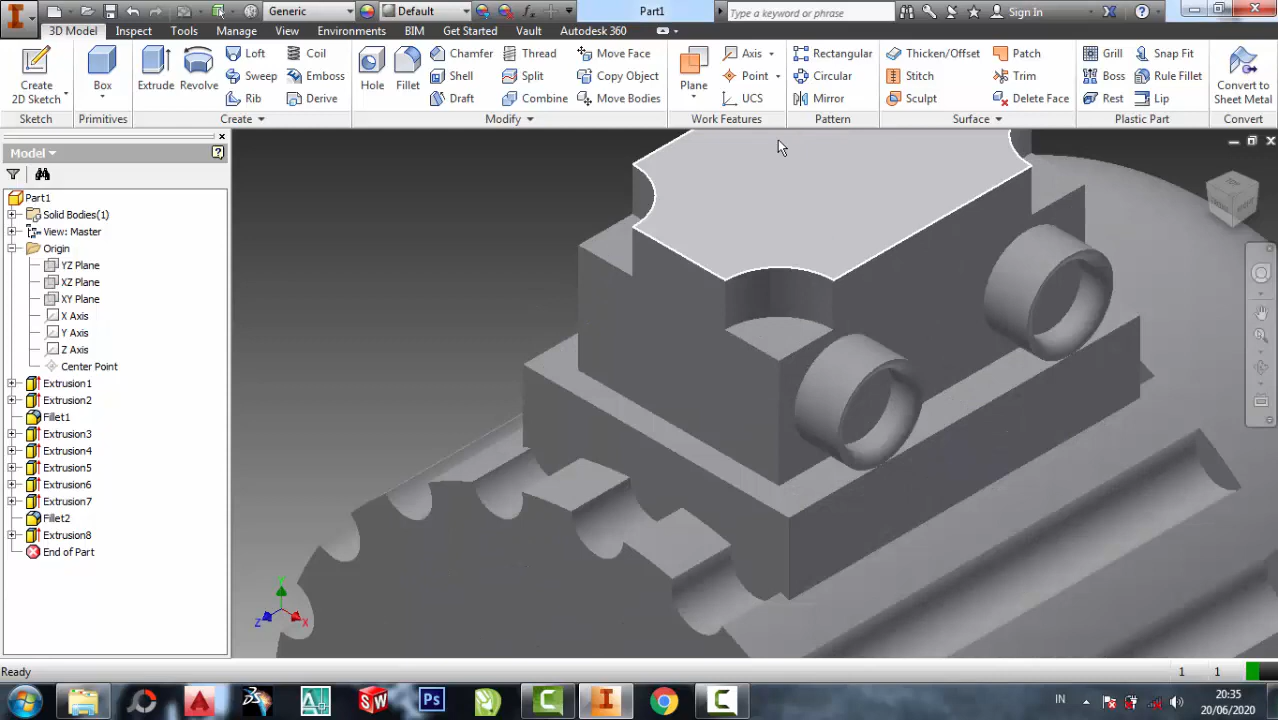 Generic
Default
Part1
Type a keyword or phrase
Sign In
3D Model
Inspect
Tools
Manage
View
Environments
BIM
Get Started
Vault
Autodesk 360
Create
2D Sketch
Box
Extrude
Revolve
Loft
Sweep
Rib
Coil
Emboss
Derive
Hole
Fillet
Chamfer
Shell
Draft
Thread
Split
Combine
Move Face
Copy Object
Move Bodies
Plane
Axis
Point
UCS
Rectangular
Circular
Mirror
Thicken/Offset
Stitch
Sculpt
Patch
Trim
Delete Face
Grill
Boss
Rest
Snap Fit
Rule Fillet
Lip
Convert to
Sheet Metal
Sketch
Primitives
Create
Modify
Work Features
Pattern
Surface
Plastic Part
Convert
Model
Part1
Solid Bodies(1)
View: Master
Origin
YZ Plane
XZ Plane
XY Plane
X Axis
Y Axis
Z Axis
Center Point
Extrusion1
Extrusion2
Fillet1
Extrusion3
Extrusion4
Extrusion5
Extrusion6
Extrusion7
Fillet2
Extrusion8
End of Part
Z
X
Ready
1
1
SW
Ps
IN
20:35
20/06/2020